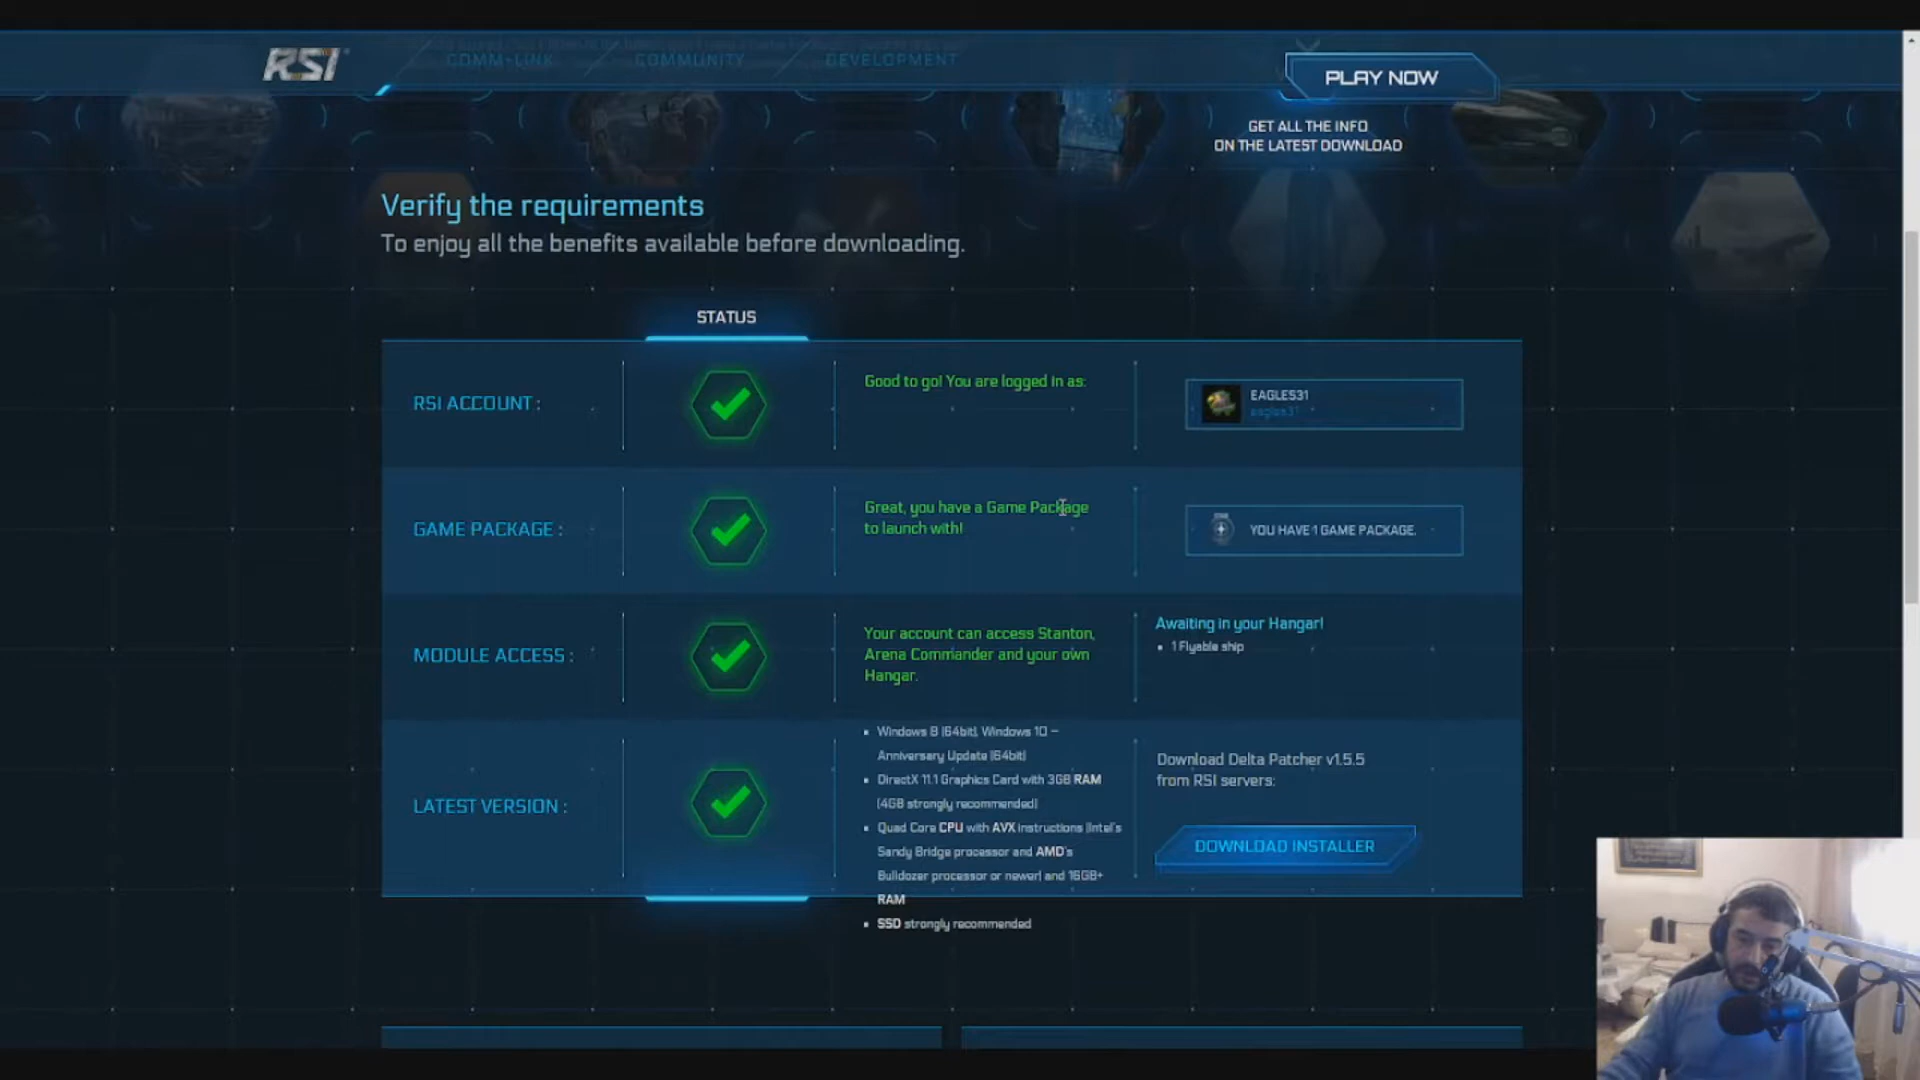 RSI
COMM-LINK
COMMUNITY
DEVELOPMENT
PLAY NOW
GET ALL THE INFO
ON THE LATEST DOWNLOAD
Verify the requirements
To enjoy all the benefits available before downloading.
STATUS
RSI ACCOUNT :
Good to go! You are logged in as:
EAGLES31
eagles31
GAME PACKAGE :
Great, you have a Game Package
to launch with!
YOU HAVE 1 GAME PACKAGE.
MODULE ACCESS :
Your account can access Stanton,
Arena Commander and your own
Hangar.
Awaiting in your Hangar!
1 Flyable ship
LATEST VERSION :
Windows 8 (64bit), Windows 10 –
Anniversary Update (64bit)
DirectX 11.1 Graphics Card with 3GB RAM
(4GB strongly recommended)
Quad Core CPU with AVX instructions (Intel's
Sandy Bridge processor and AMD's
Bulldozer processor or newer) and 16GB+
RAM
SSD strongly recommended
Download Delta Patcher v1.5.5
from RSI servers:
DOWNLOAD INSTALLER